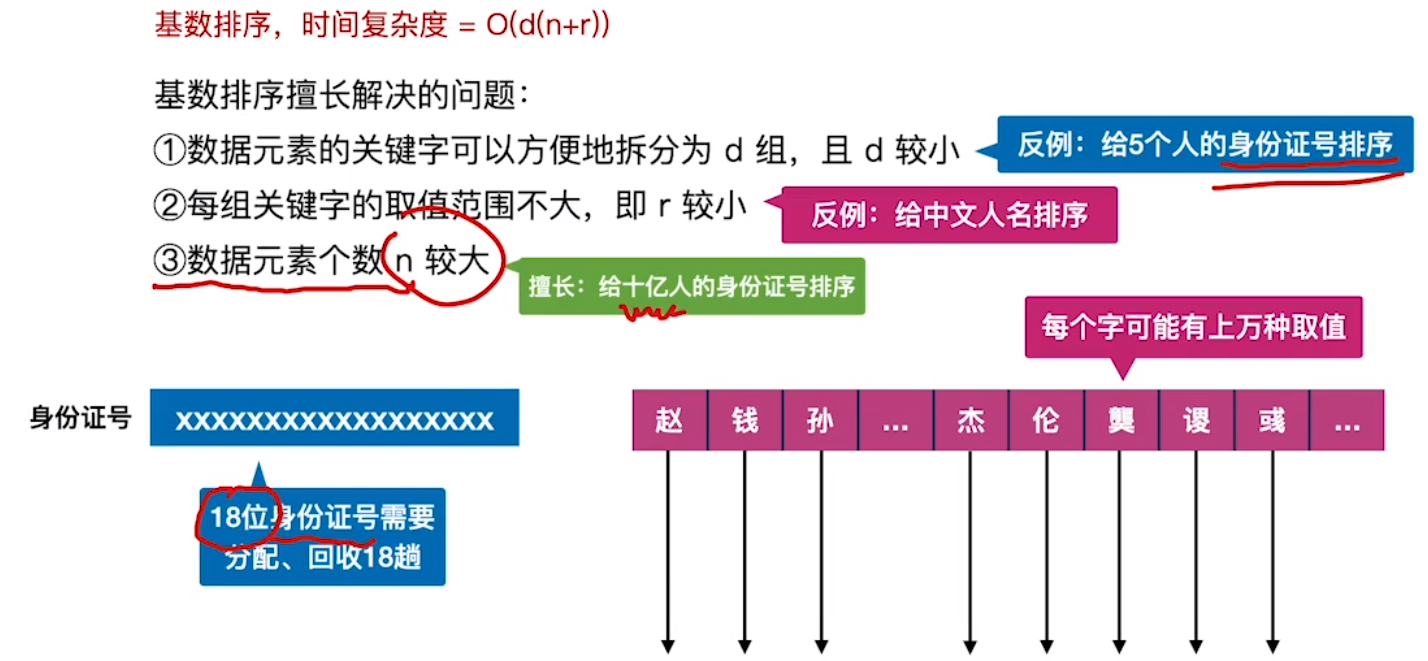 基数排序，时间复杂度 = O(d(n+r))
基数排序擅长解决的问题：
①数据元素的关键字可以方便地拆分为 d 组，且 d 较小
反例：给5个人的身份证号排序
②每组关键字的取值范围不大，即 r 较小
反例：给中文人名排序
③数据元素个数 n 较大
擅长：给十亿人的身份证号排序
每个字可能有上万种取值
身份证号
xxxxxxxxxxxxxxxxxx
赵 钱 孙 ... 杰 伦 龑 谡 彧 ...
18位身份证号需要
分配、回收18趟